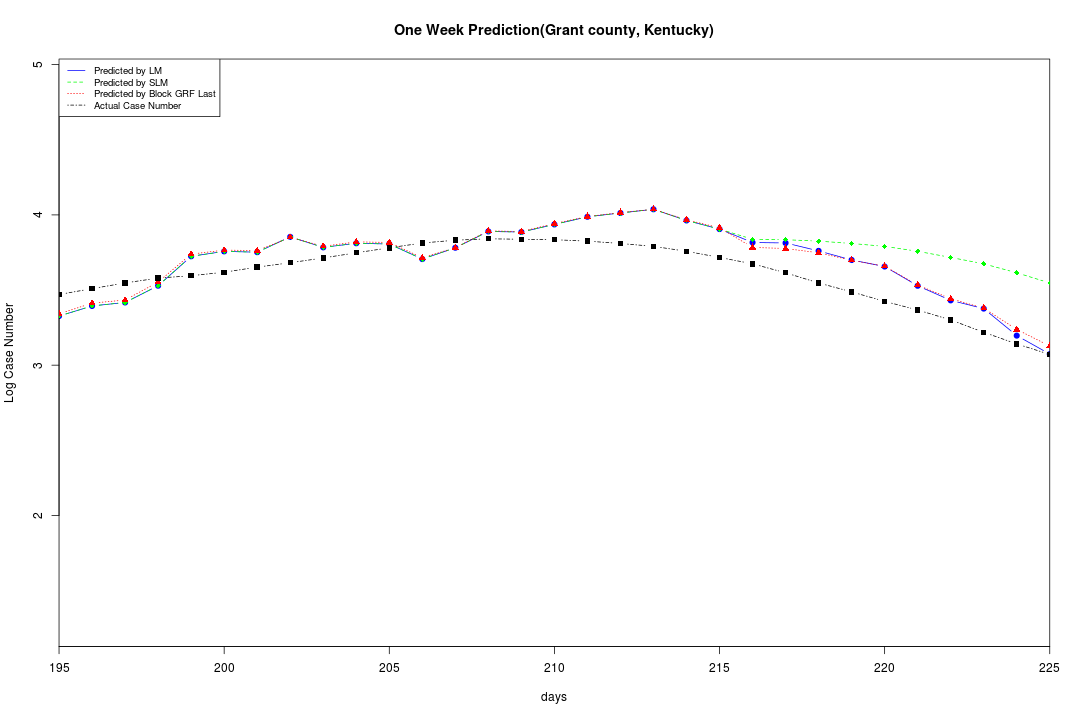 One Week Prediction(Grant county, Kentucky)
5
Predicted by LM
Predicted by SLM
Predicted by Block GRF Last
Actual Case Number
4
3
2
Log Case Number
195 200 205 210 215 220 225
days